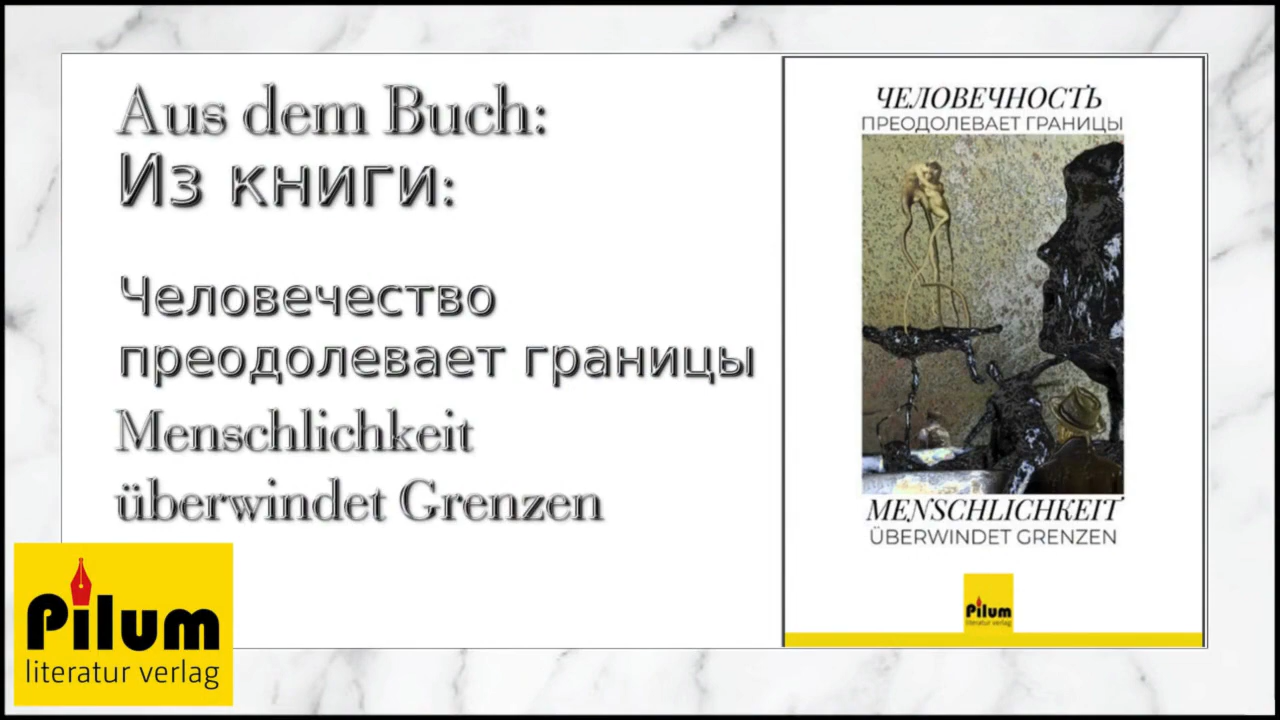 Aus dem Buch:
Из книги:
Человечество
преодолевает границы
Menschlichkeit
überwindet Grenzen
Pilum
literatur verlag
ЧЕЛОВЕЧНОСТЬ
ПРЕОДОЛЕВАЕТ ГРАНИЦЫ
MENSCHLICHKEIT
ÜBERWINDET GRENZEN
Pilum
literatur verlag